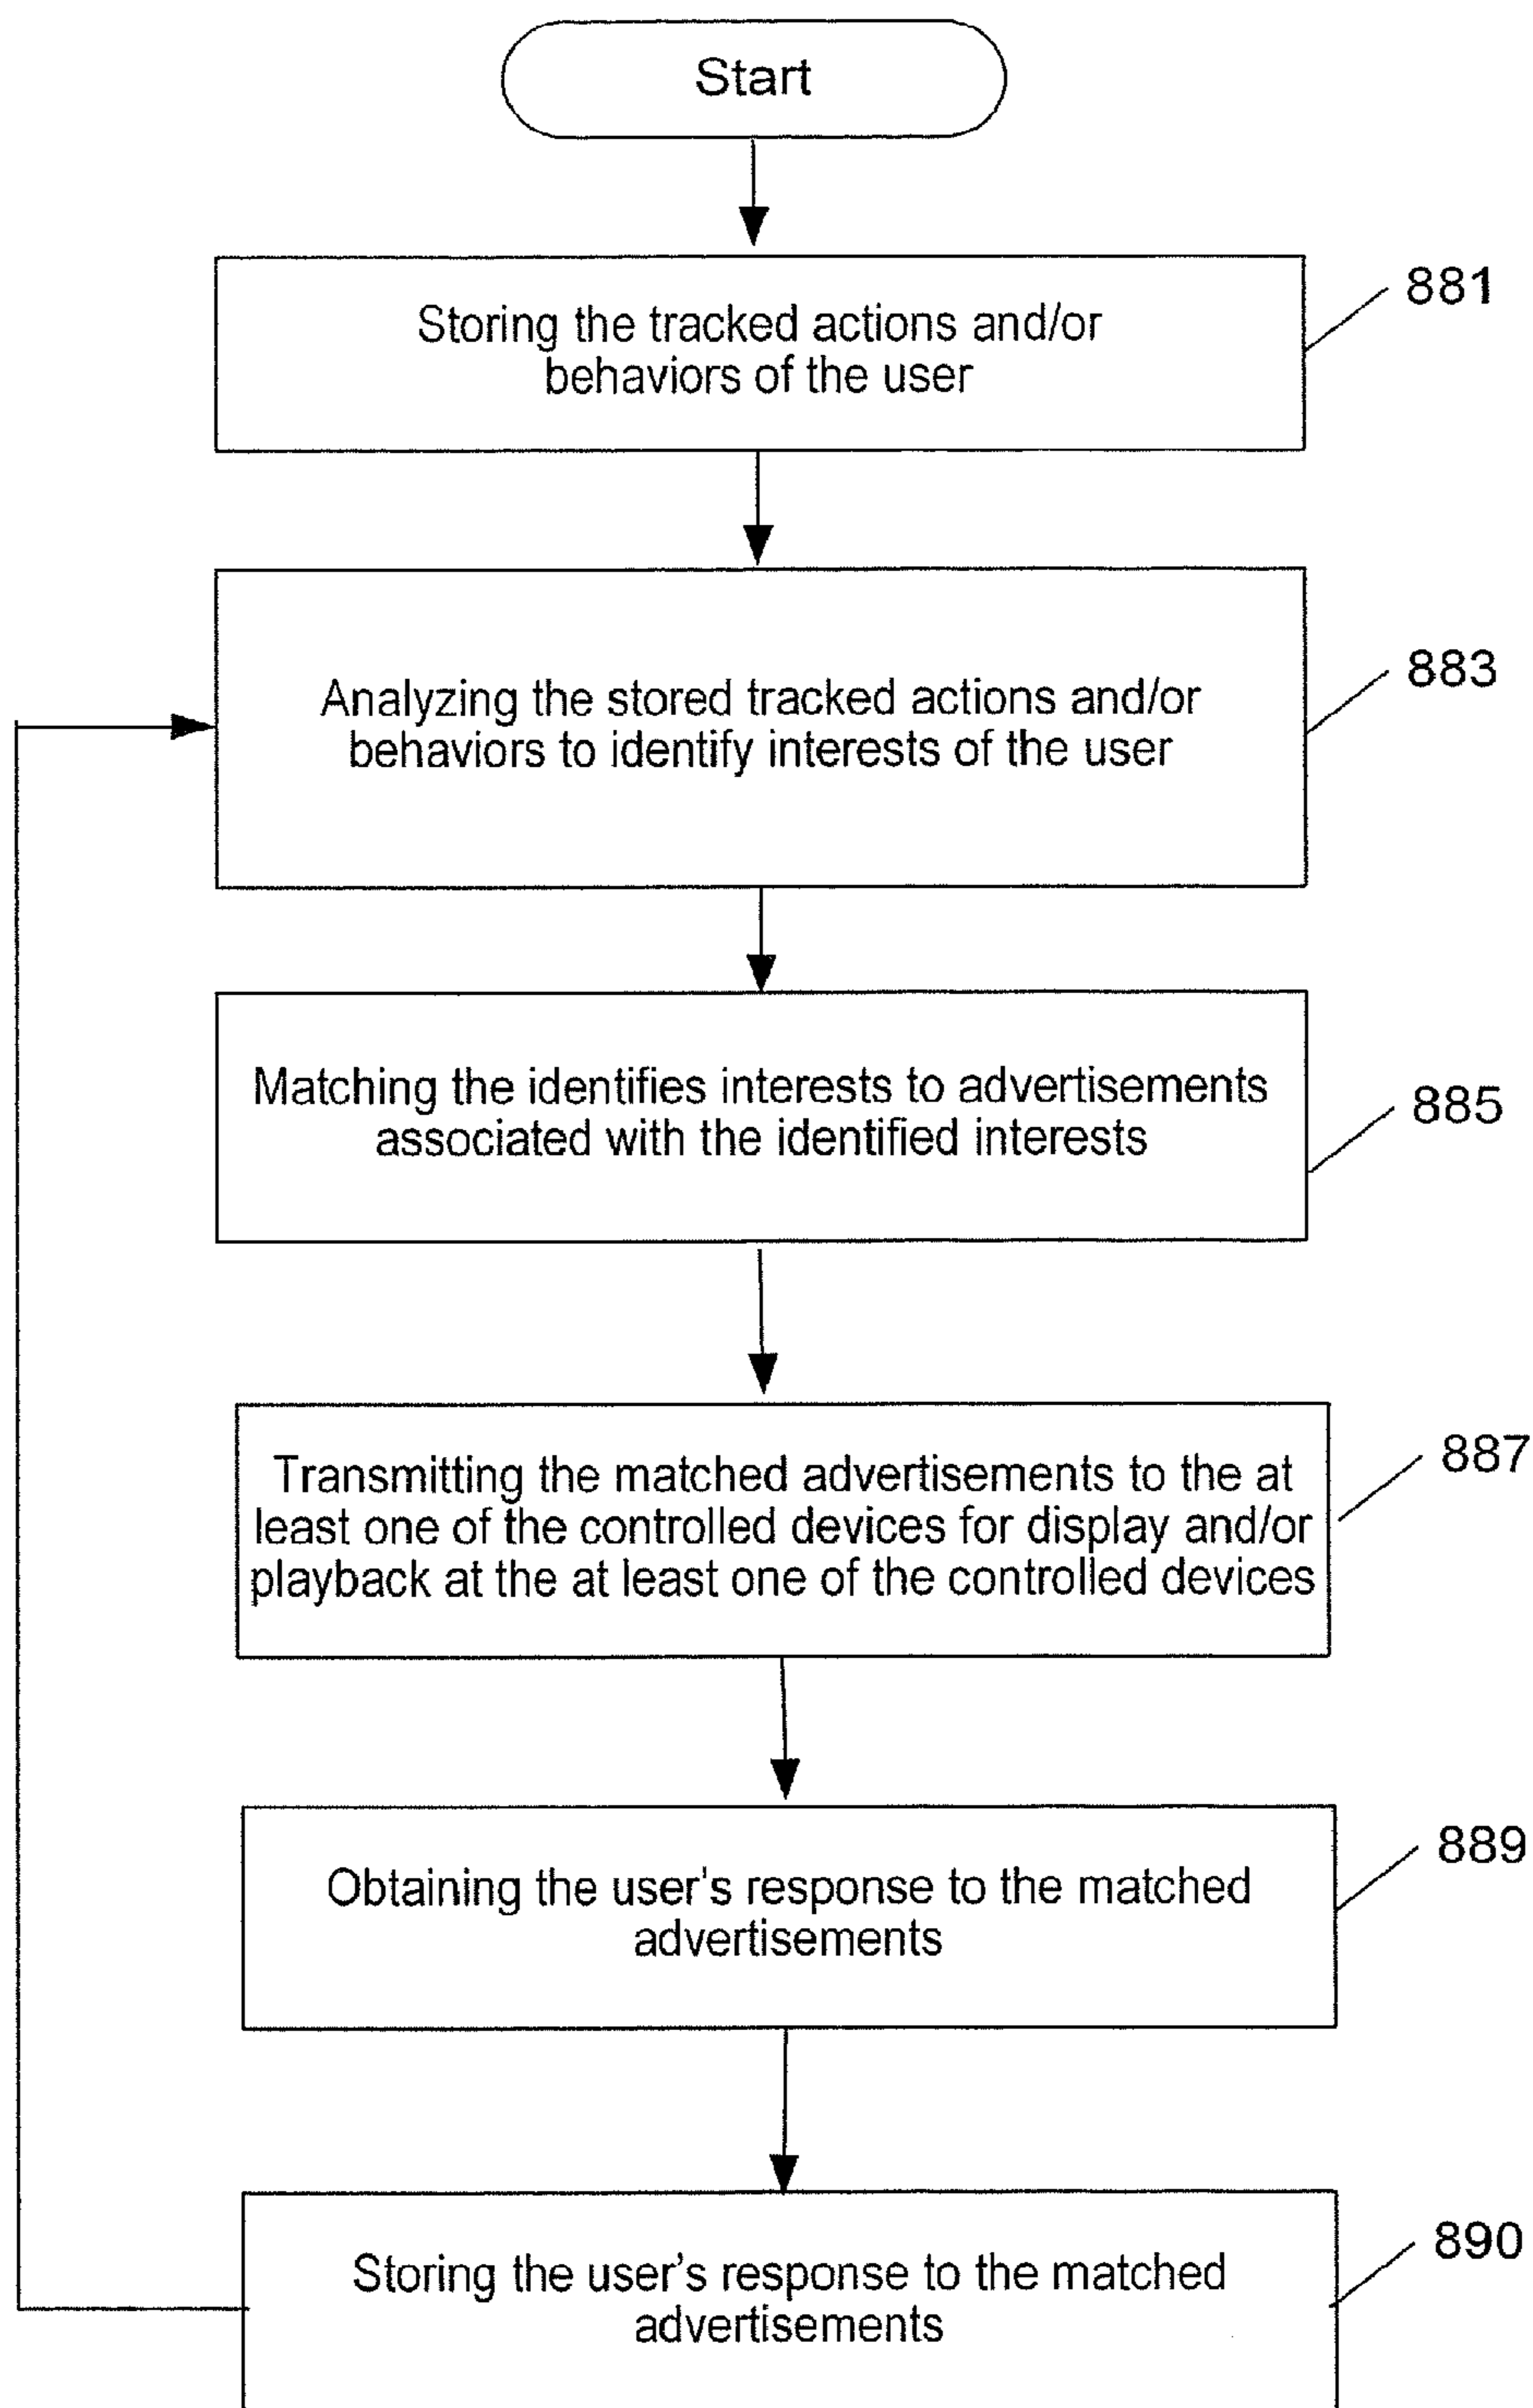 Start
881
Storing the tracked actions and/or
behaviors of the user
883
Analyzing the stored tracked actions and/or
behaviors to identify interests of the user
885
Matching the identifies interests to advertisements
associated with the identified interests
887
Transmitting the matched advertisements to the at
least one of the controlled devices for display and/or
playback at the at least one of the controlled devices
889
Obtaining the user's response to the matched
advertisements
890
Storing the user's response to the matched
advertisements